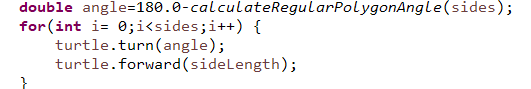 double angle=180.0-calculateRegularPolygonAngle(sides);
for(int i= 0;i<sides;i++) {
turtle.turn(angle);
turtle.forward(sideLength);
}